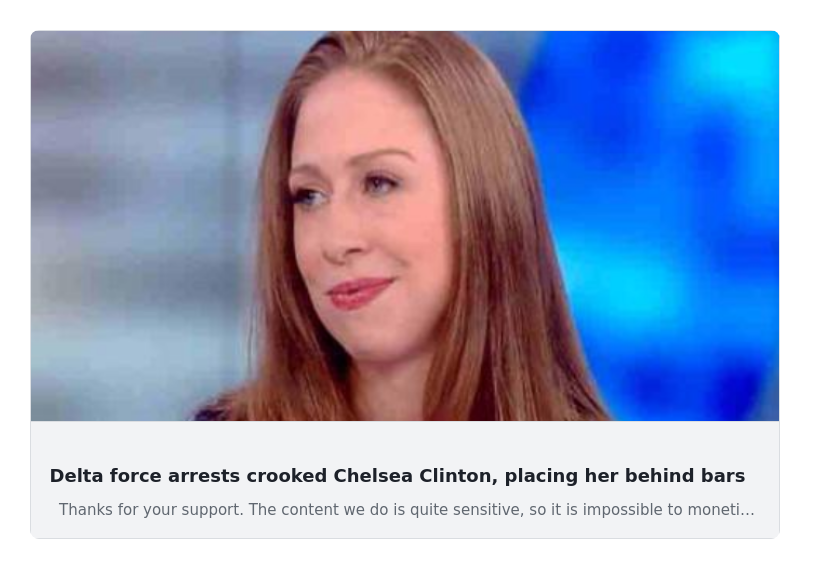 Delta force arrests crooked Chelsea Clinton, placing her behind bars
Thanks for your support. The content we do is quite sensitive, so it is impossible to moneti...